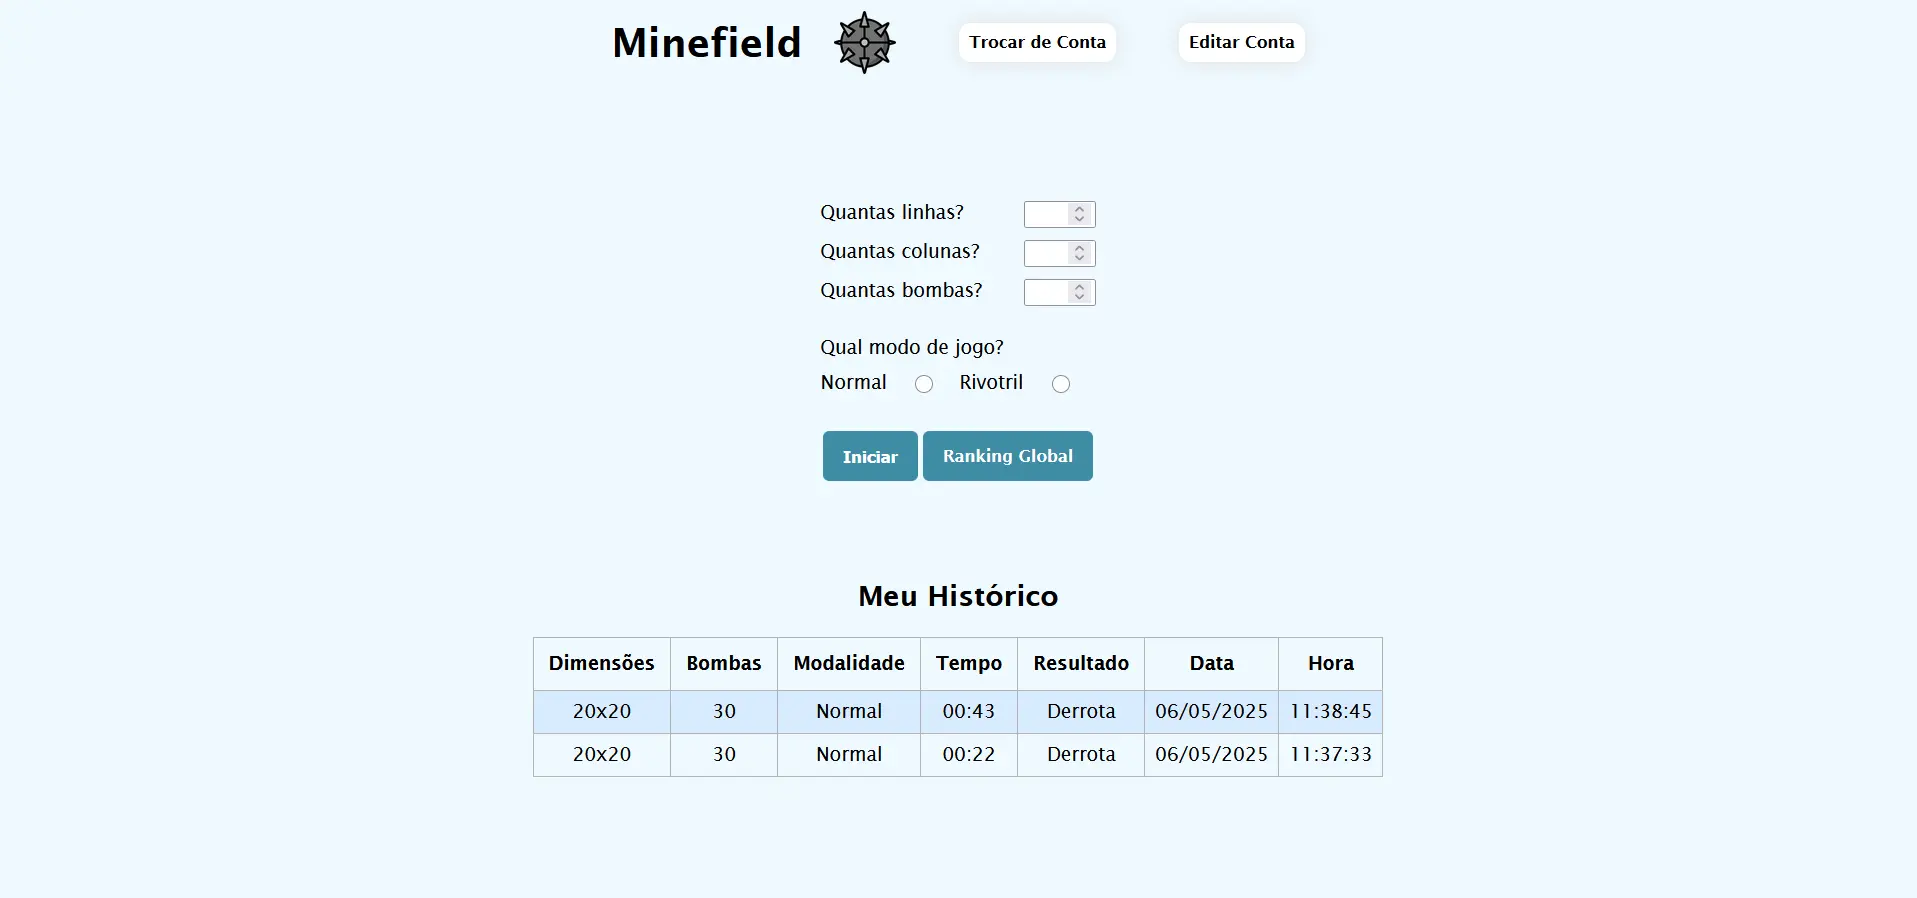 Minefield Trocar de Conta Editar Conta
Quantas linhas?
Quantas colunas?
Quantas bombas?
Qual modo de jogo?
Normal Rivotril
Iniciar Ranking Global
Meu Histórico
Dimensões Bombas Modalidade Tempo Resultado Data Hora
20x20 30 Normal 00:43 Derrota 06/05/2025 11:38:45
20x20 30 Normal 00:22 Derrota 06/05/2025 11:37:33